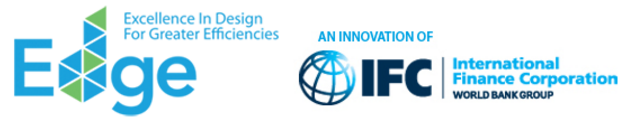 Edge
Excellence In Design
For Greater Efficiencies
AN INNOVATION OF
IFC
International
Finance Corporation
WORLD BANK GROUP